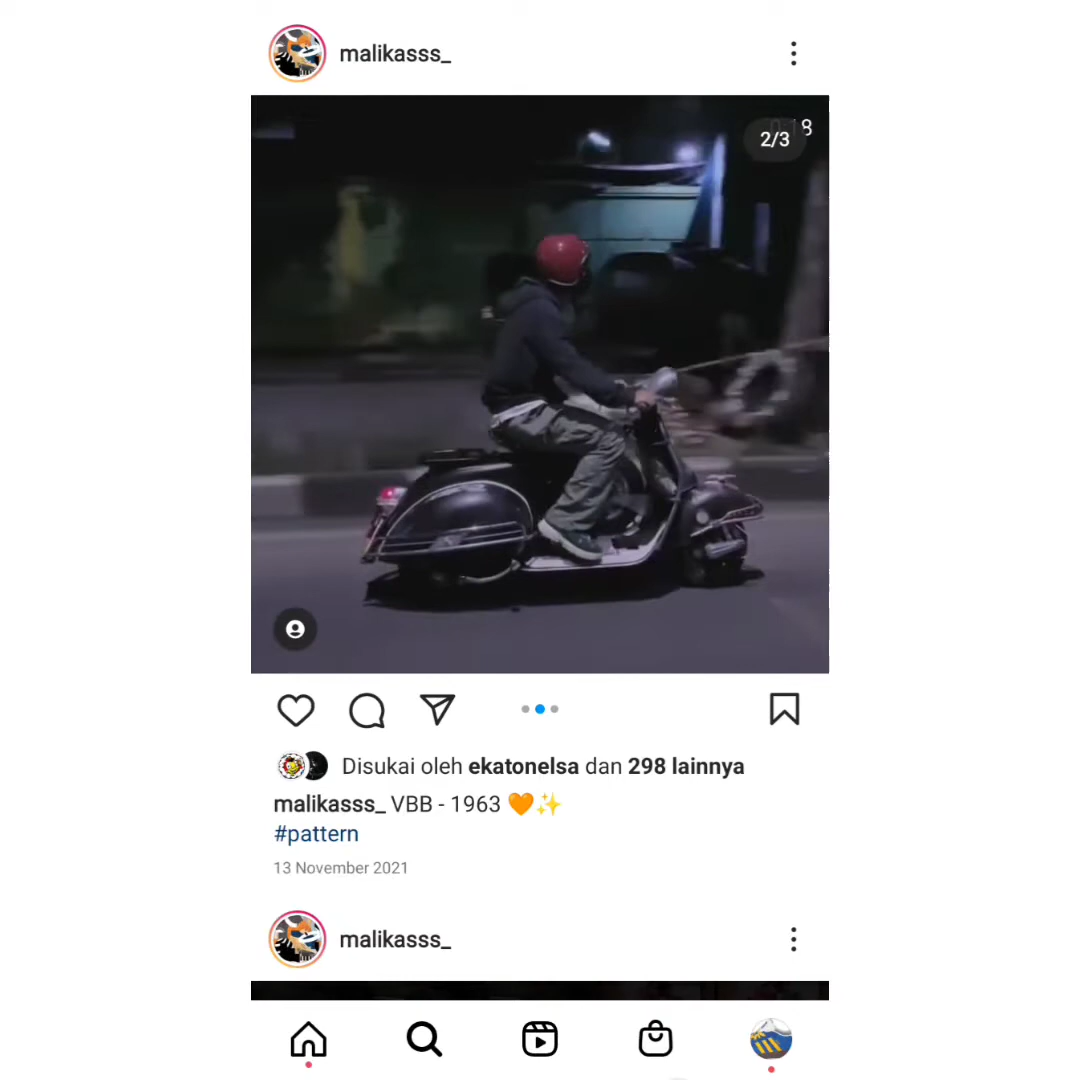 malikasss_
2/3
Disukai oleh ekatonelsa dan 298 lainnya
malikasss_ VBB - 1963 🧡✨
#pattern
13 November 2021
malikasss_